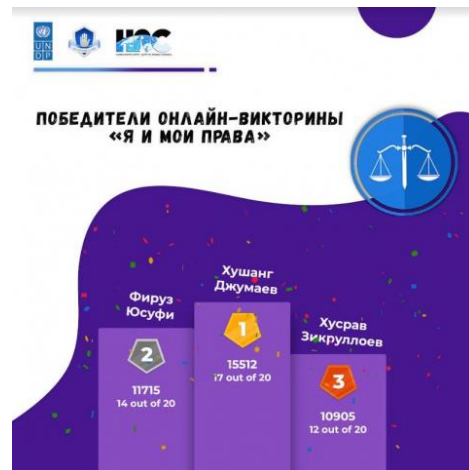 U N
D P
ПОБЕДИТЕЛИ ОНЛАЙН-ВИКТОРИНЫ
«Я И МОИ ПРАВА»
Хушанг
Джумаев
1
15512
17 out of 20
Фируз
Юсуфи
2
11715
14 out of 20
Хусрав
Зикруллоев
3
10905
12 out of 20